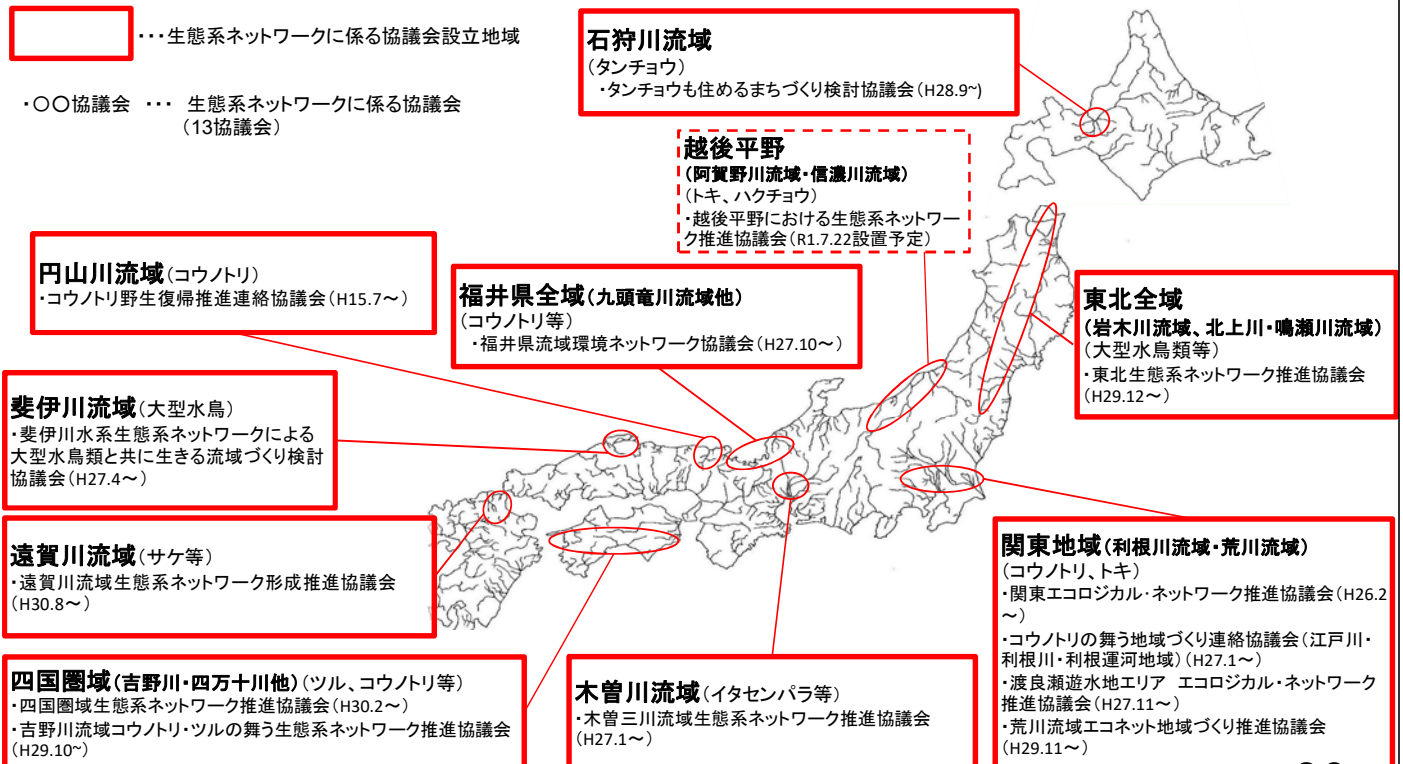 ・・・生態系ネットワークに係る協議会設立地域
・〇〇協議会 ・・・ 生態系ネットワークに係る協議会
(13協議会)
石狩川流域
(タンチョウ)
・タンチョウも住めるまちづくり検討協議会(H28.9~)
越後平野
(阿賀野川流域・信濃川流域)
(トキ、ハクチョウ)
・越後平野における生態系ネットワー
ク推進協議会(R1.7.22設置予定)
円山川流域(コウノトリ)
・コウノトリ野生復帰推進連絡協議会(H15.7～)
福井県全域(九頭竜川流域他)
(コウノトリ等)
・福井県流域環境ネットワーク協議会(H27.10～)
東北全域
(岩木川流域、北上川・鳴瀬川流域)
(大型水鳥類等)
・東北生態系ネットワーク推進協議会
(H29.12～)
斐伊川流域(大型水鳥)
・斐伊川水系生態系ネットワークによる
大型水鳥類と共に生きる流域づくり検討
協議会(H27.4～)
遠賀川流域(サケ等)
・遠賀川流域生態系ネットワーク形成推進協議会
(H30.8～)
四国圏域(吉野川・四万十川他)(ツル、コウノトリ等)
・四国圏域生態系ネットワーク推進協議会(H30.2～)
・吉野川流域コウノトリ・ツルの舞う生態系ネットワーク推進協議会
(H29.10~)
木曽川流域(イタセンパラ等)
・木曽三川流域生態系ネットワーク推進協議会
(H27.1～)
関東地域(利根川流域・荒川流域)
(コウノトリ、トキ)
・関東エコロジカル・ネットワーク推進協議会(H26.2
～)
・コウノトリの舞う地域づくり連絡協議会(江戸川・
利根川・利根運河地域)(H27.1～)
・渡良瀬遊水地エリア エコロジカル・ネットワーク
推進協議会(H27.11～)
・荒川流域エコネット地域づくり推進協議会
(H29.11～)